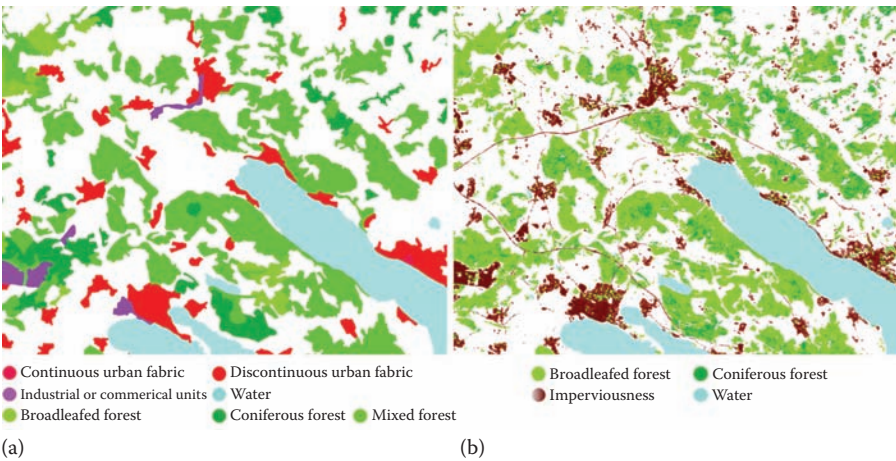 Continuous urban fabric Discontinuous urban fabric
Industrial or commerical units Water
Broadleafed forest Coniferous forest Mixed forest
(a)
Broadleafed forest Coniferous forest
Imperviousness Water
(b)